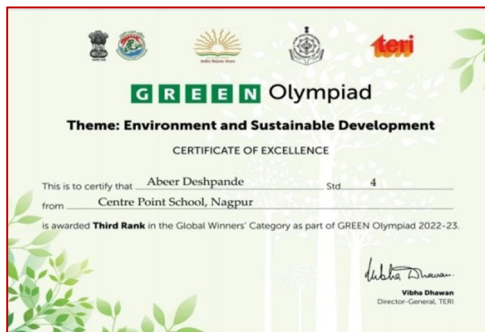 teri
GREEN Olympiad
Theme: Environment and Sustainable Development
CERTIFICATE OF EXCELLENCE
This is to certify that Abeer Deshpande Std 4
from Centre Point School, Nagpur
is awarded Third Rank in the Global Winners' Category as part of GREEN Olympiad 2022-23.
Vibha Dhawan
Vibha Dhawan
Director-General, TERI